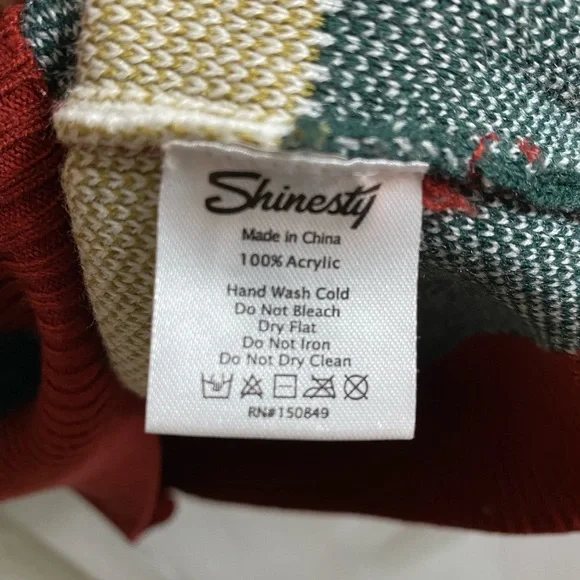 Shinesty
Made in China
100% Acrylic
Hand Wash Cold
Do Not Bleach
Dry Flat
Do Not Iron
Do Not Dry Clean
RN#150849